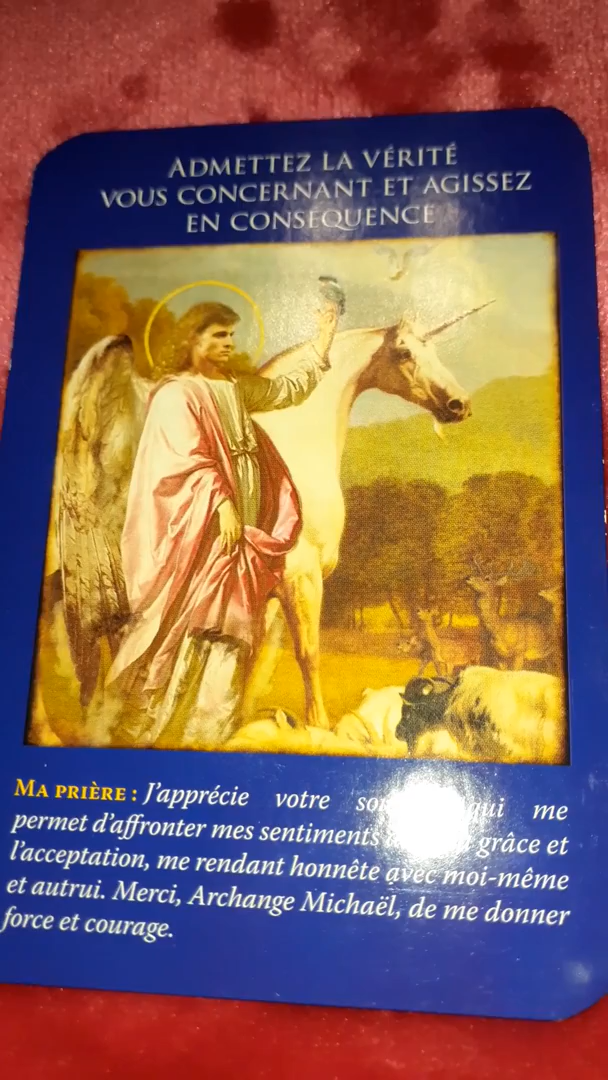 ADMETTEZ LA VÉRITÉ
VOUS CONCERNANT ET AGISSEZ
EN CONSÉQUENCE
MA PRIÈRE : J'apprécie votre qui me
permet d'affronter mes sentiments grâce et
l'acceptation, me rendant honnête avec moi-même
et autrui. Merci, Archange Michaël, de me donner
force et courage.